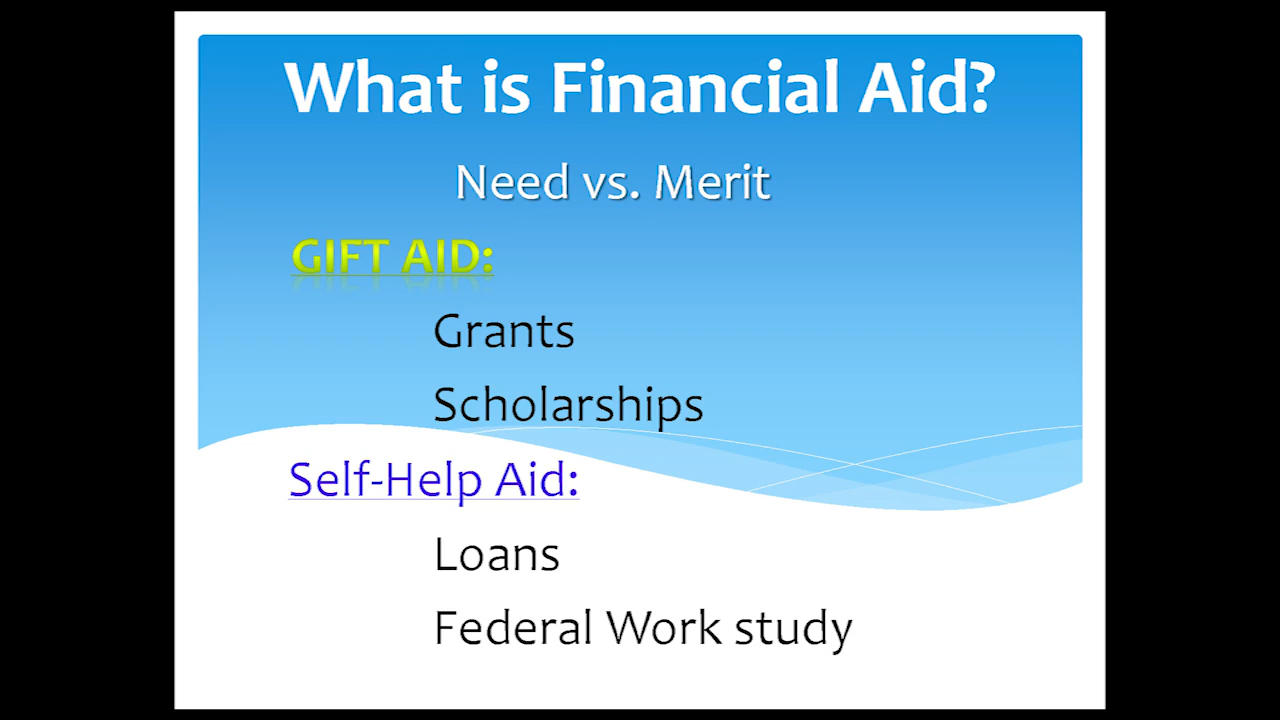 What is Financial Aid?
Need vs. Merit
GIFT AID:
Grants
Scholarships
Self-Help Aid:
Loans
Federal Work study